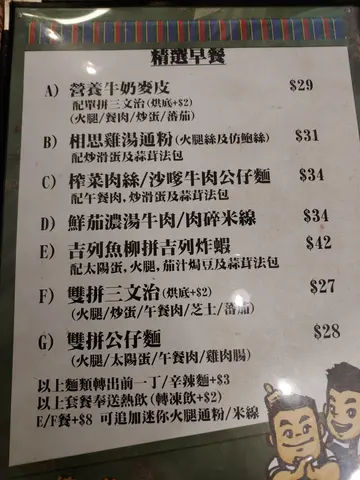 精選早餐
A) 營養牛奶麥皮 $29
配單拼三文治(烘底+$2)
(火腿/餐肉/炒蛋/蕃茄)
B) 相思雞湯通粉(火腿絲及仿鮑絲) $31
配炒滑蛋及蒜茸法包
C) 榨菜肉絲/沙嗲牛肉公仔麵 $34
配午餐肉,炒滑蛋及蒜茸法包
D) 鮮茄濃湯牛肉/肉碎米線 $34
E) 吉列魚柳拼吉列炸蝦 $42
配太陽蛋,火腿,茄汁焗豆及蒜茸法包
F) 雙拼三文治(烘底+$2) $27
(火腿/炒蛋/午餐肉/芝士/蕃茄)
G) 雙拼公仔麵 $28
(火腿/太陽蛋/午餐肉/雞肉腸)
以上麵類轉出前一丁/辛辣麵+$3
以上套餐奉送熱飲(轉凍飲+$2)
E/F餐+$8 可追加迷你火腿通粉/米線